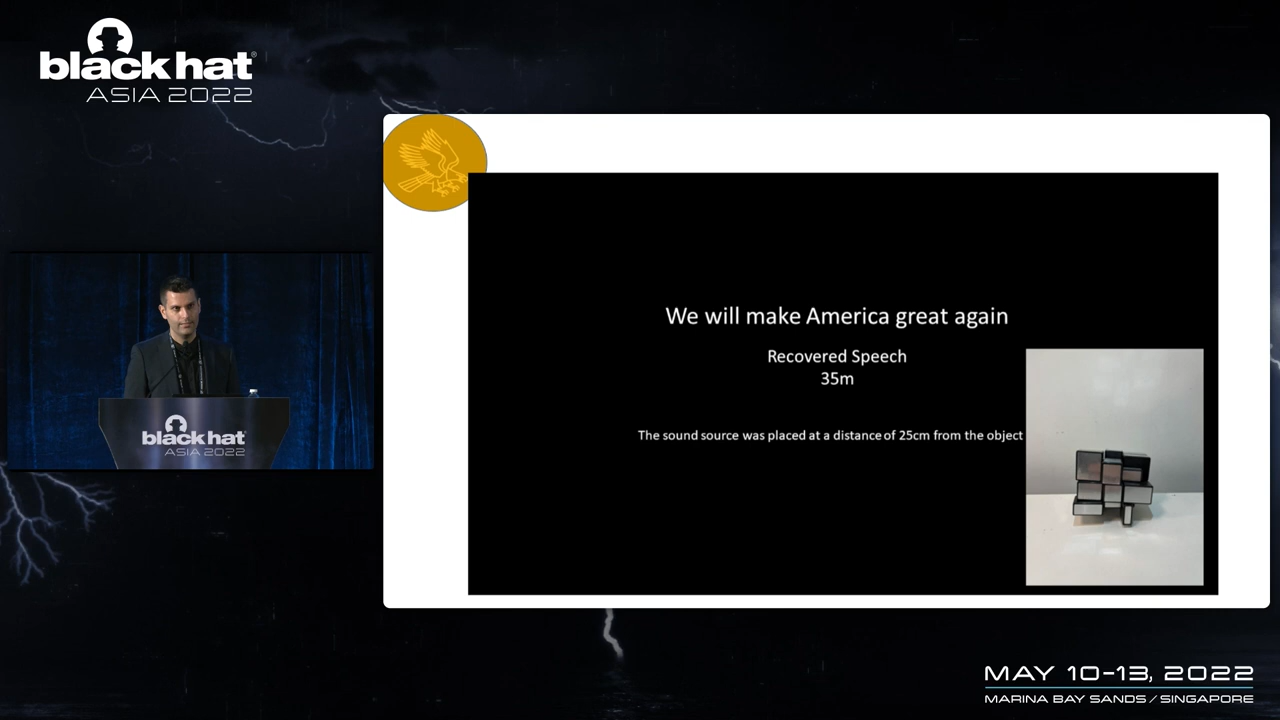 black hat®
ASIA 2022
We will make America great again
Recovered Speech
35m
The sound source was placed at a distance of 25cm from the object
black hat
ASIA 2022
MAY 10-13, 2022
MARINA BAY SANDS / SINGAPORE